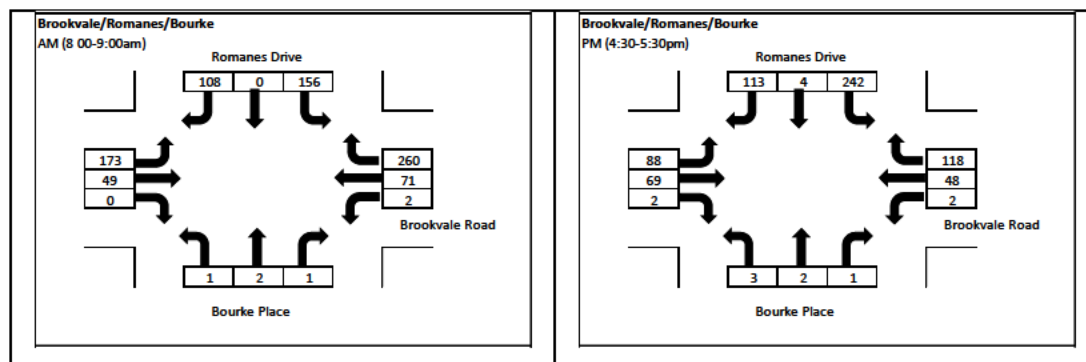 Brookvale/Romanes/Bourke
AM (8 00-9:00am)
Romanes Drive
108 0 156
173
49
0
260
71
2
Brookvale Road
1 2 1
Bourke Place
Brookvale/Romanes/Bourke
PM (4:30-5:30pm)
Romanes Drive
113 4 242
88
69
2
118
48
2
Brookvale Road
3 2 1
Bourke Place